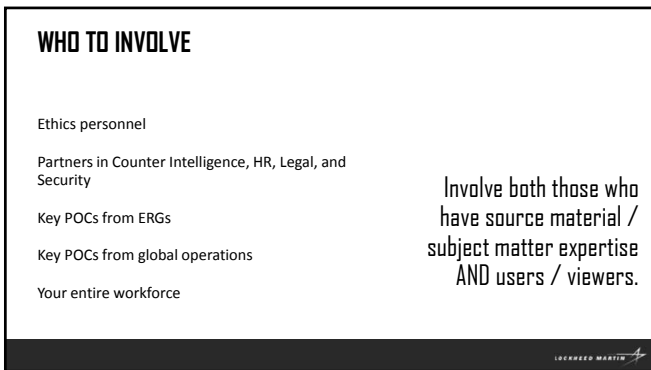 WHO TO INVOLVE
Ethics personnel
Partners in Counter Intelligence, HR, Legal, and
Security
Key POCs from ERGs
Key POCs from global operations
Your entire workforce
Involve both those who
have source material /
subject matter expertise
AND users / viewers.
LOCKHEED MARTIN